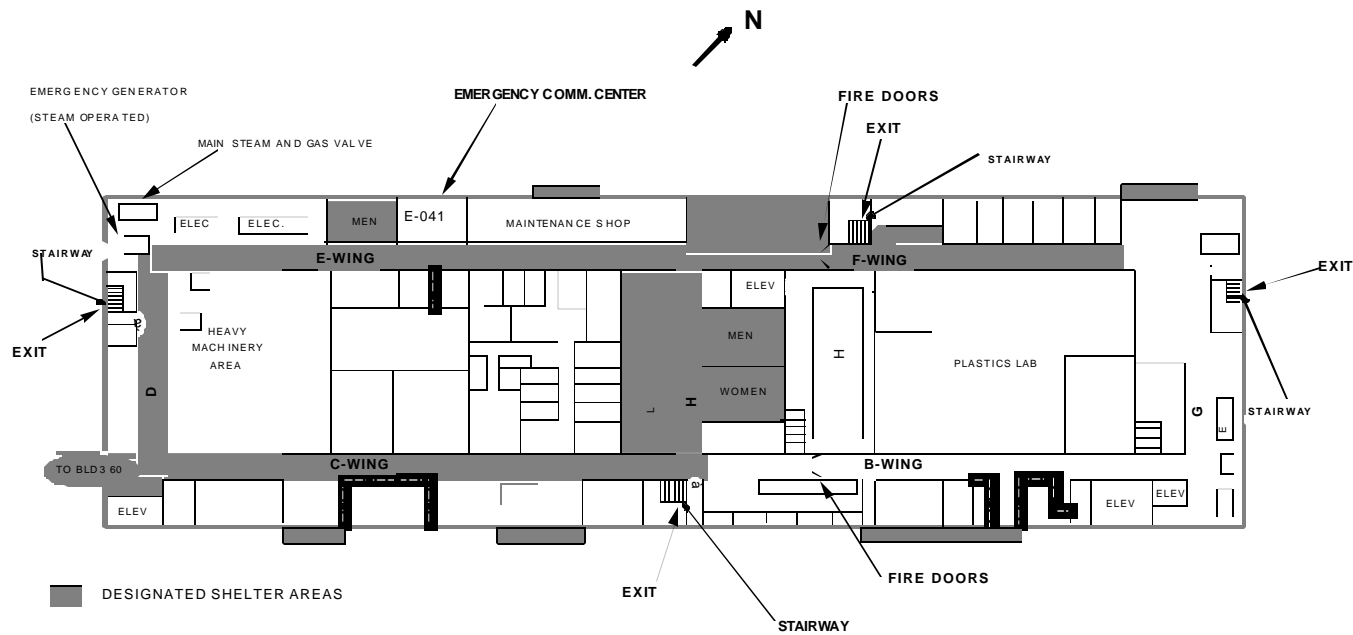 N
EMERGENCY GENERATOR
(STEAM OPERATED)
EMERGENCY COMM. CENTER
FIRE DOORS
EXIT
MAIN STEAM AND GAS VALVE
STAIRWAY
ELEC
ELEC.
MEN
E-041
MAINTENANCE SHOP
STAIRWAY
E-WING
F-WING
EXIT
ELEV
HEAVY
MACHINERY
AREA
EXIT
MEN
H
PLASTICS LAB
D
WOMEN
H
L
G
STAIRWAY
E
TO BLD 360
C-WING
B-WING
ELEV
ELEV
ELEV
EXIT
FIRE DOORS
DESIGNATED SHELTER AREAS
STAIRWAY